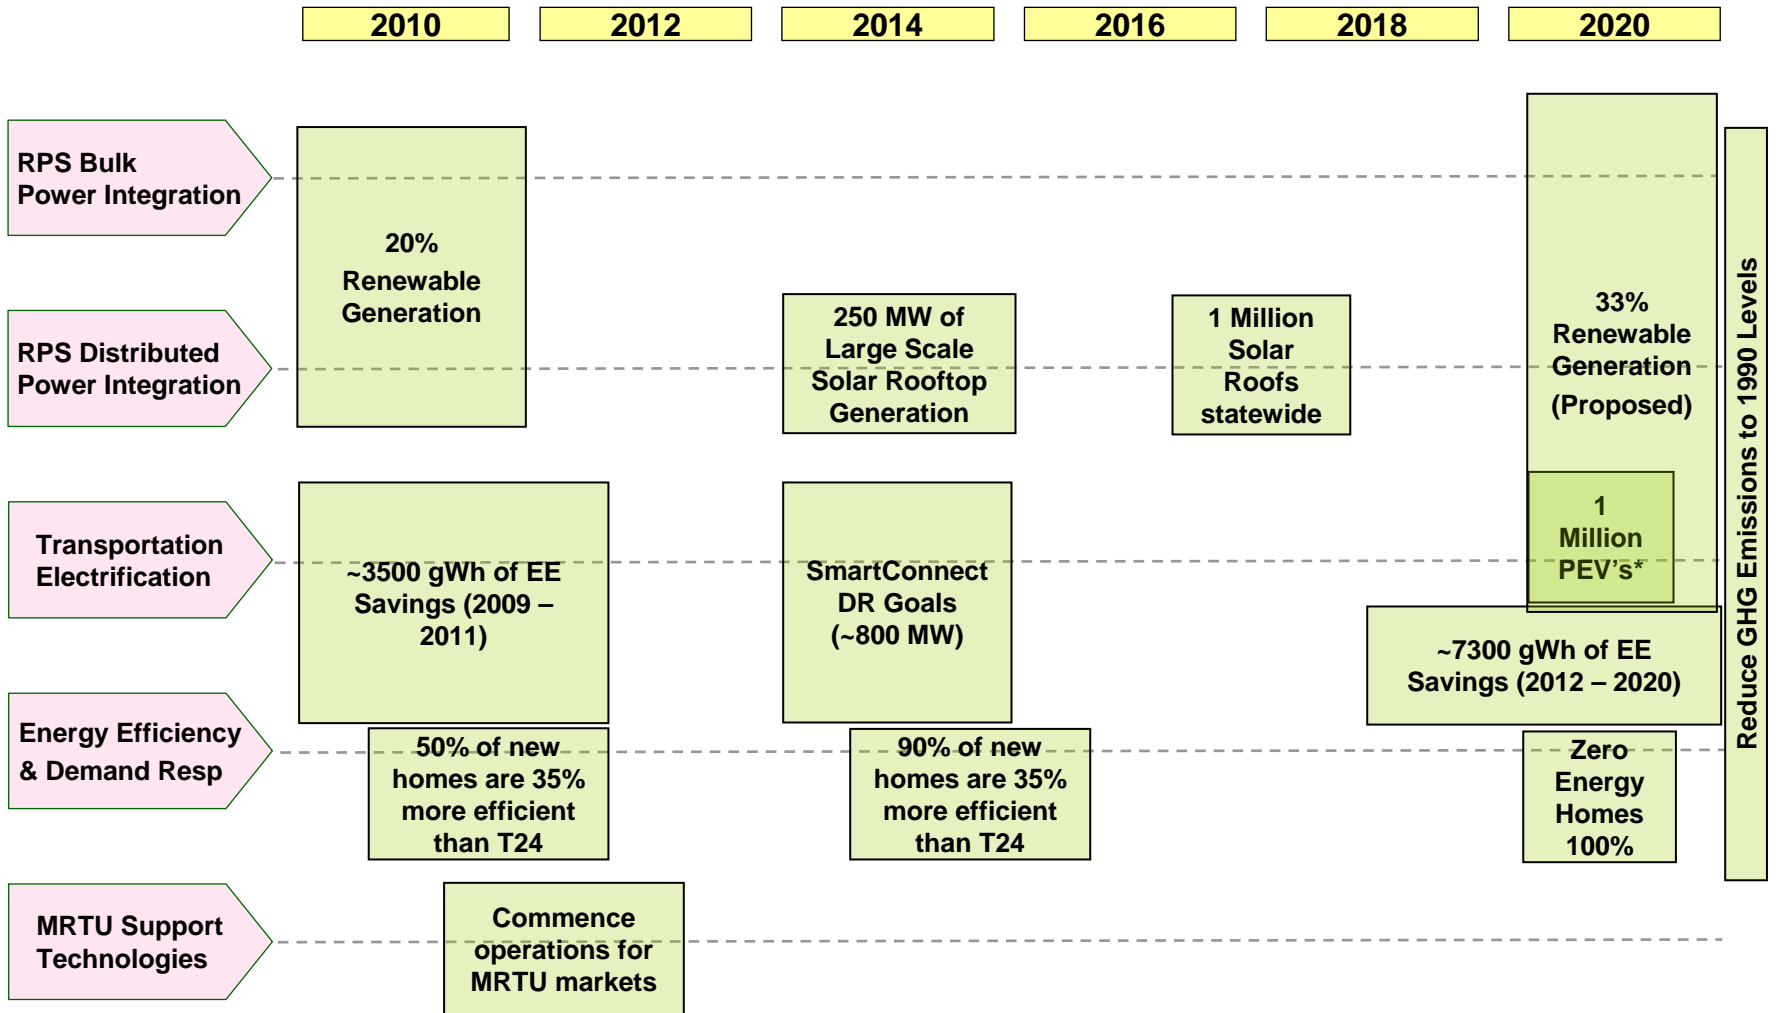 2010
2012
2014
2016
2018
2020
RPS Bulk
Power Integration
20%
Renewable
Generation
RPS Distributed
Power Integration
250 MW of
Large Scale
Solar Rooftop
Generation
1 Million
Solar
Roofs
statewide
33%
Renewable
Generation
(Proposed)
Reduce GHG Emissions to 1990 Levels
Transportation
Electrification
~3500 gWh of EE
Savings (2009 –
2011)
SmartConnect
DR Goals
(~800 MW)
1
Million
PEV's*
~7300 gWh of EE
Savings (2012 – 2020)
Energy Efficiency
& Demand Resp
50% of new
homes are 35%
more efficient
than T24
90% of new
homes are 35%
more efficient
than T24
Zero
Energy
Homes
100%
MRTU Support
Technologies
Commence
operations for
MRTU markets